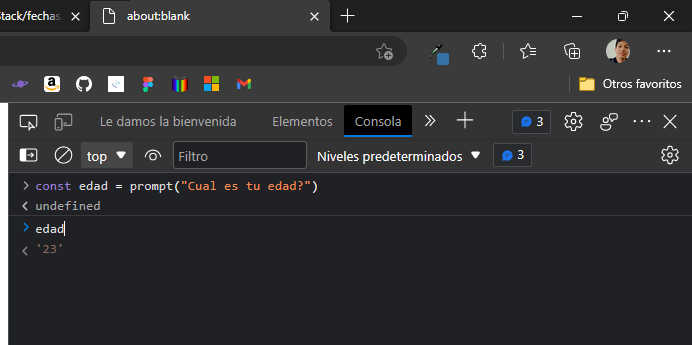 Stack/fechas
about:blank
Otros favoritos
Le damos la bienvenida
Elementos
Consola
3
top
Filtro
Niveles predeterminados
3
const edad = prompt("Cual es tu edad?")
undefined
edad
'23'